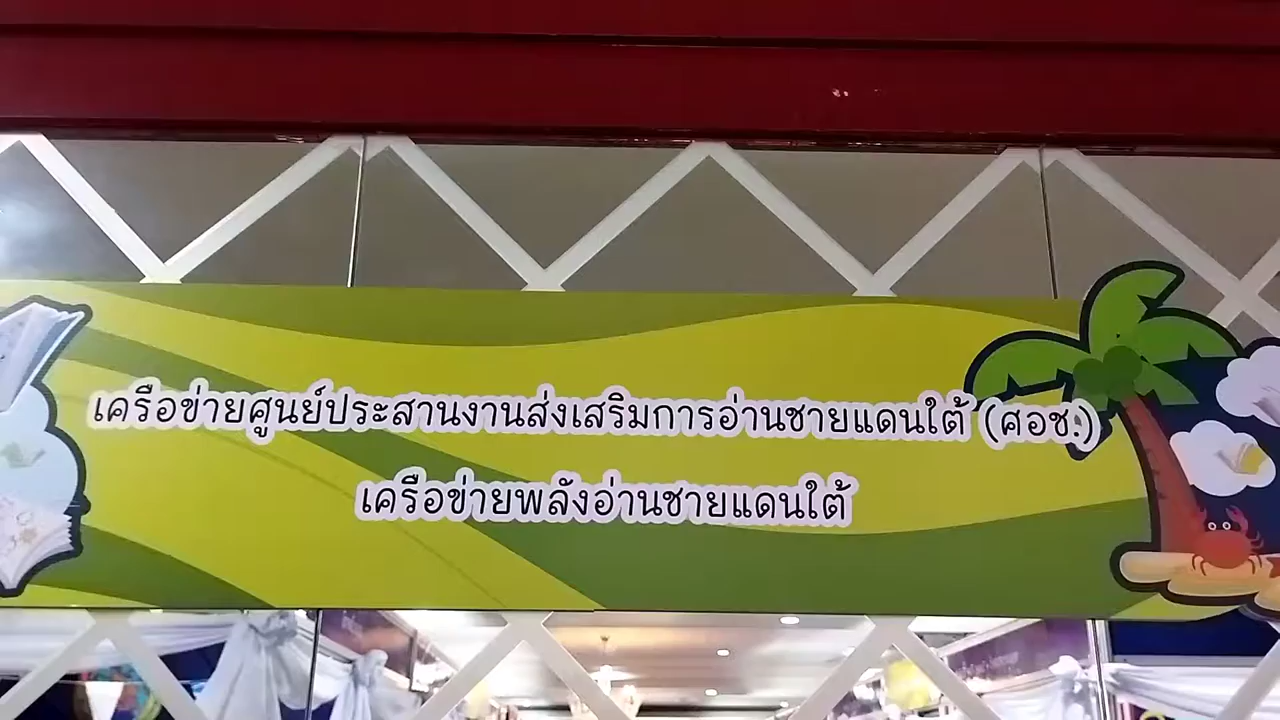 เครือข่ายศูนย์ประสานงานส่งเสริมการอ่านชายแดนใต้ (ศอช.)
เครือข่ายพลังอ่านชายแดนใต้